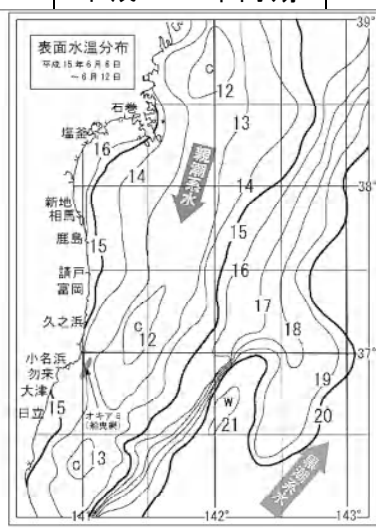 表面水温分布
平成15年6月6日
~6月12日
39°
C
12
石巻
塩釜
16
14
13
親潮系水
14
38°
新地
相馬
鹿島
15
15
16
請戸
富岡
17
18
久之浜
C
12
小名浜
勿来
37°
大津
日立
15
オキアミ
(船曳網)
W
21
19
20
C
13
黒潮系水
141°
142°
143°